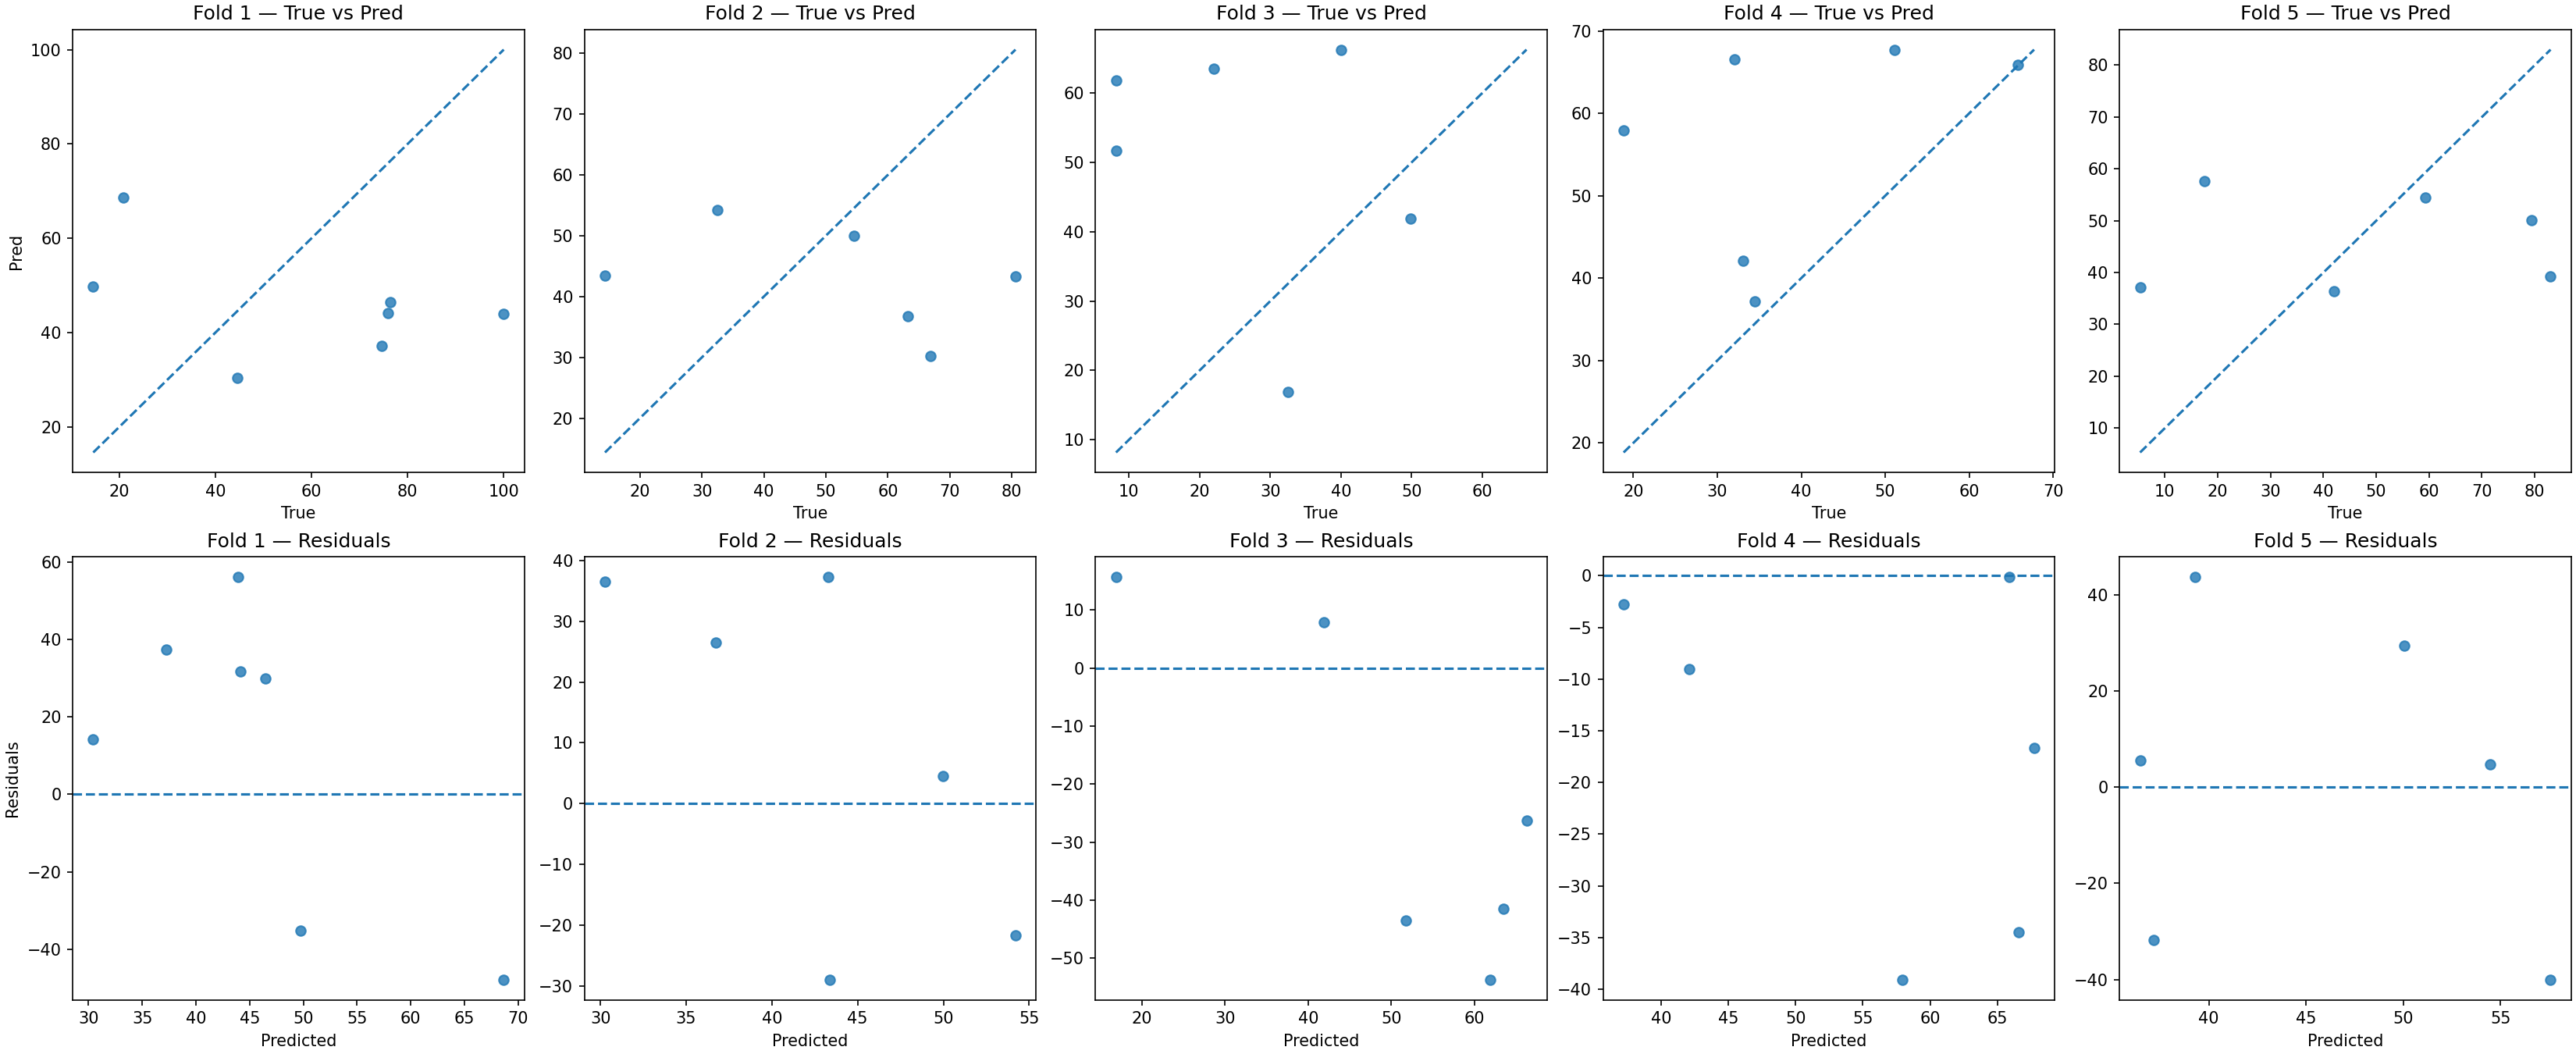 Fold 1 — True vs Pred
Fold 2 — True vs Pred
Fold 3 — True vs Pred
Fold 4 — True vs Pred
Fold 5 — True vs Pred
Pred
100
80
60
40
20
20 40 60 80 100
True
80
70
60
50
40
30
20
20 30 40 50 60 70 80
True
60
50
40
30
20
10
10 20 30 40 50 60
True
70
60
50
40
30
20
20 30 40 50 60 70
True
80
70
60
50
40
30
20
10
10 20 30 40 50 60 70 80
True
Fold 1 — Residuals
Fold 2 — Residuals
Fold 3 — Residuals
Fold 4 — Residuals
Fold 5 — Residuals
Residuals
60
40
20
0
−20
−40
30 35 40 45 50 55 60 65 70
Predicted
40
30
20
10
0
−10
−20
−30
30 35 40 45 50 55
Predicted
10
0
−10
−20
−30
−40
−50
20 30 40 50 60
Predicted
0
−5
−10
−15
−20
−25
−30
−35
−40
40 45 50 55 60 65
Predicted
40
20
0
−20
−40
40 45 50 55
Predicted